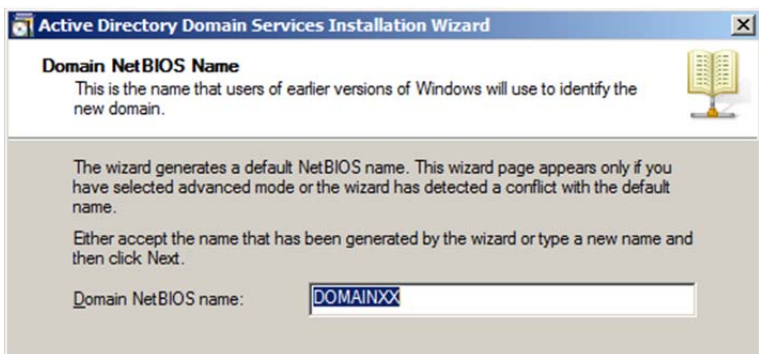 Active Directory Domain Services Installation Wizard
Domain NetBIOS Name
This is the name that users of earlier versions of Windows will use to identify the
new domain.
The wizard generates a default NetBIOS name. This wizard page appears only if you
have selected advanced mode or the wizard has detected a conflict with the default
name.
Either accept the name that has been generated by the wizard or type a new name and
then click Next.
Domain NetBIOS name: DOMAINXX